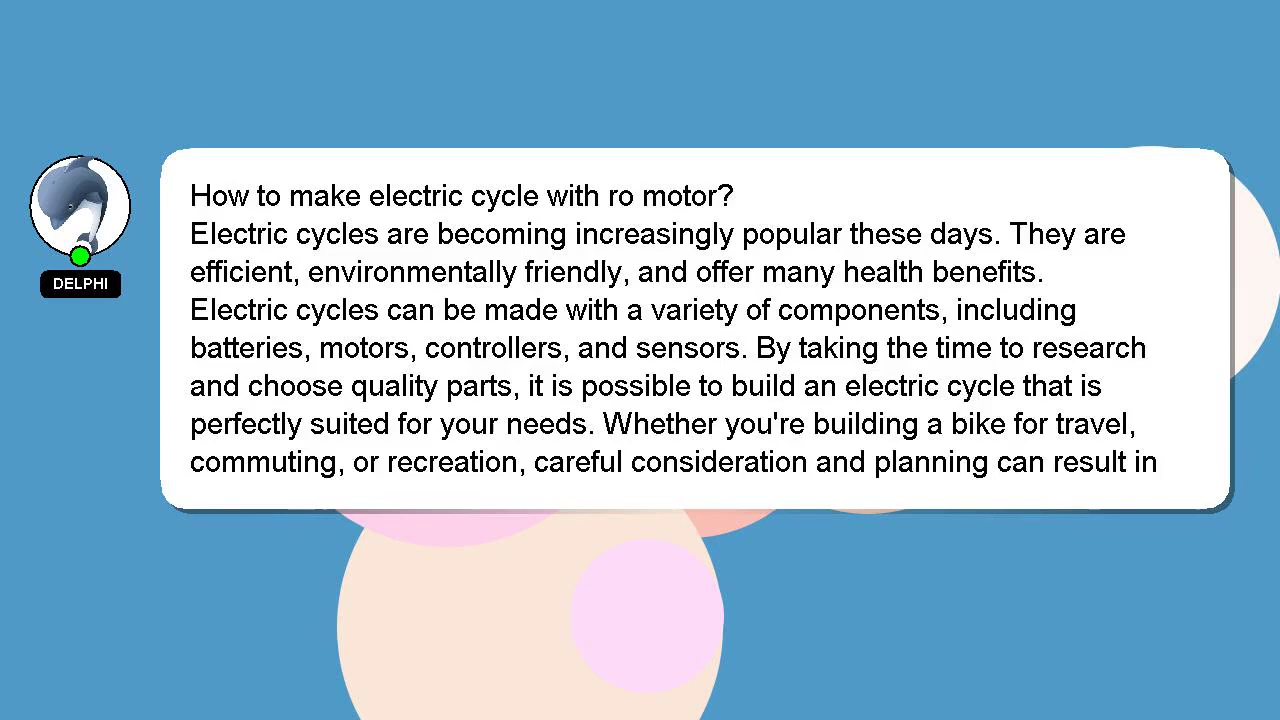 How to make electric cycle with ro motor?
Electric cycles are becoming increasingly popular these days. They are
efficient, environmentally friendly, and offer many health benefits.
Electric cycles can be made with a variety of components, including
batteries, motors, controllers, and sensors. By taking the time to research
and choose quality parts, it is possible to build an electric cycle that is
perfectly suited for your needs. Whether you're building a bike for travel,
commuting, or recreation, careful consideration and planning can result in
DELPHI